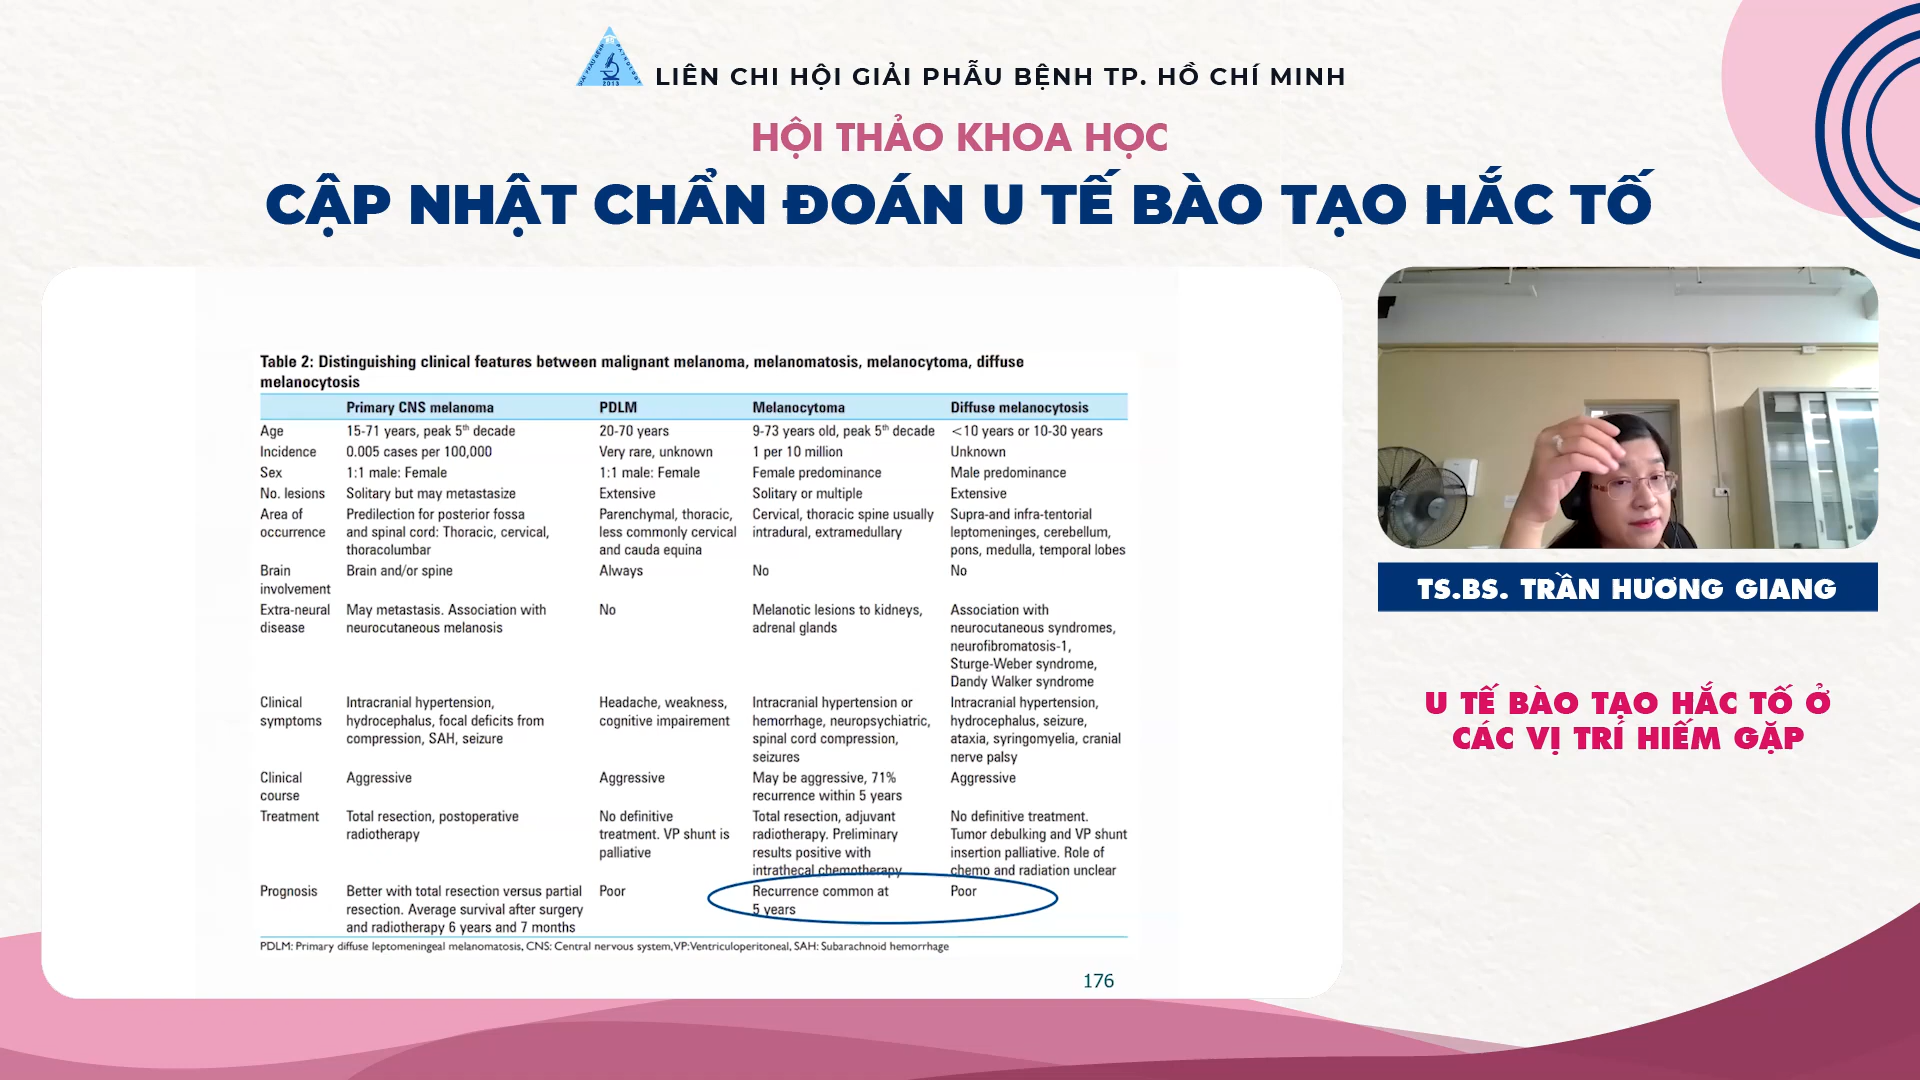 LIÊN CHI HỘI GIẢI PHẪU BỆNH TP. HỒ CHÍ MINH
HỘI THẢO KHOA HỌC
CẬP NHẬT CHẨN ĐOÁN U TẾ BÀO TẠO HẮC TỐ
Table 2: Distinguishing clinical features between malignant melanoma, melanomatosis, melanocytoma, diffuse
melanocytosis
Primary CNS melanoma PDLM Melanocytoma Diffuse melanocytosis
Age 15-71 years, peak 5th decade 20-70 years 9-73 years old, peak 5th decade <10 years or 10-30 years
Incidence 0.005 cases per 100,000 Very rare, unknown 1 per 10 million Unknown
Sex 1:1 male: Female 1:1 male: Female Female predominance Male predominance
No. lesions Solitary but may metastasize Extensive Solitary or multiple Extensive
Area of Predilection for posterior fossa Parenchymal, thoracic, Cervical, thoracic spine usually Supra-and infra-tentorial
occurrence and spinal cord: Thoracic, cervical, less commonly cervical intradural, extramedullary leptomeninges, cerebellum,
thoracolumbar and cauda equina pons, medulla, temporal lobes
Brain Brain and/or spine Always No No
involvement
Extra-neural May metastasis. Association with No Melanotic lesions to kidneys, Association with
disease neurocutaneous melanosis adrenal glands neurocutaneous syndromes,
neurofibromatosis-1,
Sturge-Weber syndrome,
Dandy Walker syndrome
Clinical Intracranial hypertension, Headache, weakness, Intracranial hypertension or Intracranial hypertension,
symptoms hydrocephalus, focal deficits from cognitive impairement hemorrhage, neuropsychiatric, hydrocephalus, seizure,
compression, SAH, seizure spinal cord compression, ataxia, syringomyelia, cranial
seizures nerve palsy
Clinical Aggressive Aggressive May be aggressive, 71% Aggressive
course recurrence within 5 years
Treatment Total resection, postoperative No definitive Total resection, adjuvant No definitive treatment.
radiotherapy treatment. VP shunt is radiotherapy. Preliminary Tumor debulking and VP shunt
palliative results positive with insertion palliative. Role of
intrathecal chemotherapy chemo and radiation unclear
Prognosis Better with total resection versus partial Poor Recurrence common at Poor
resection. Average survival after surgery 5 years
and radiotherapy 6 years and 7 months
PDLM: Primary diffuse leptomeningeal melanomatosis, CNS: Central nervous system, VP: Ventriculoperitoneal, SAH: Subarachnoid hemorrhage
176
TS.BS. TRẦN HƯƠNG GIANG
U TẾ BÀO TẠO HẮC TỐ Ở
CÁC VỊ TRÍ HIẾM GẶP